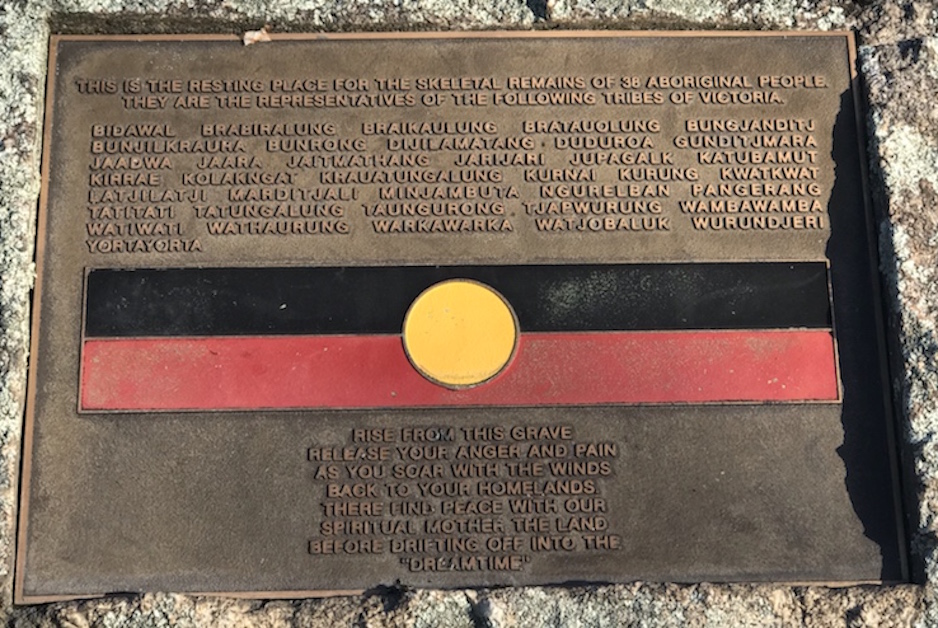 THIS IS THE RESTING PLACE FOR THE SKELETAL REMAINS OF 38 ABORIGINAL PEOPLE.
THEY ARE THE REPRESENTATIVES OF THE FOLLOWING TRIBES OF VICTORIA.
BIDAWAL BRABIRALUNG BRAIKAULUNG BRATAUOLUNG BUNGJANDITJ
BUNJILKRAURA BUNRONG DIJILAMATANG DUDUROA GUNDITJMARA
JAADWA JAARA JAITMATHANG JARIJARI JUPAGALK KATUBAMUT
KIRRAE KOLAKNGAT KHAUATUNGALUNG KURNAI KURUNG KWATKWAT
LATJILATJI MARDITJALI MINJAMBUTA NGURELBAN PANGERANG
TATITATI TATUNGALUNG TAUNGURONG TJAPWURUNG WAMBAWAMBA
WATIWATI WATHAURUNG WARKAWARKA WATJOBALUK WURUNDJERI
YORTAYORTA
RISE FROM THIS GRAVE
RELEASE YOUR ANGER AND PAIN
AS YOU SOAR WITH THE WINDS
BACK TO YOUR HOMELANDS.
THERE FIND PEACE WITH OUR
SPIRITUAL MOTHER THE LAND
BEFORE DRIFTING OFF INTO THE
"DREAMTIME"